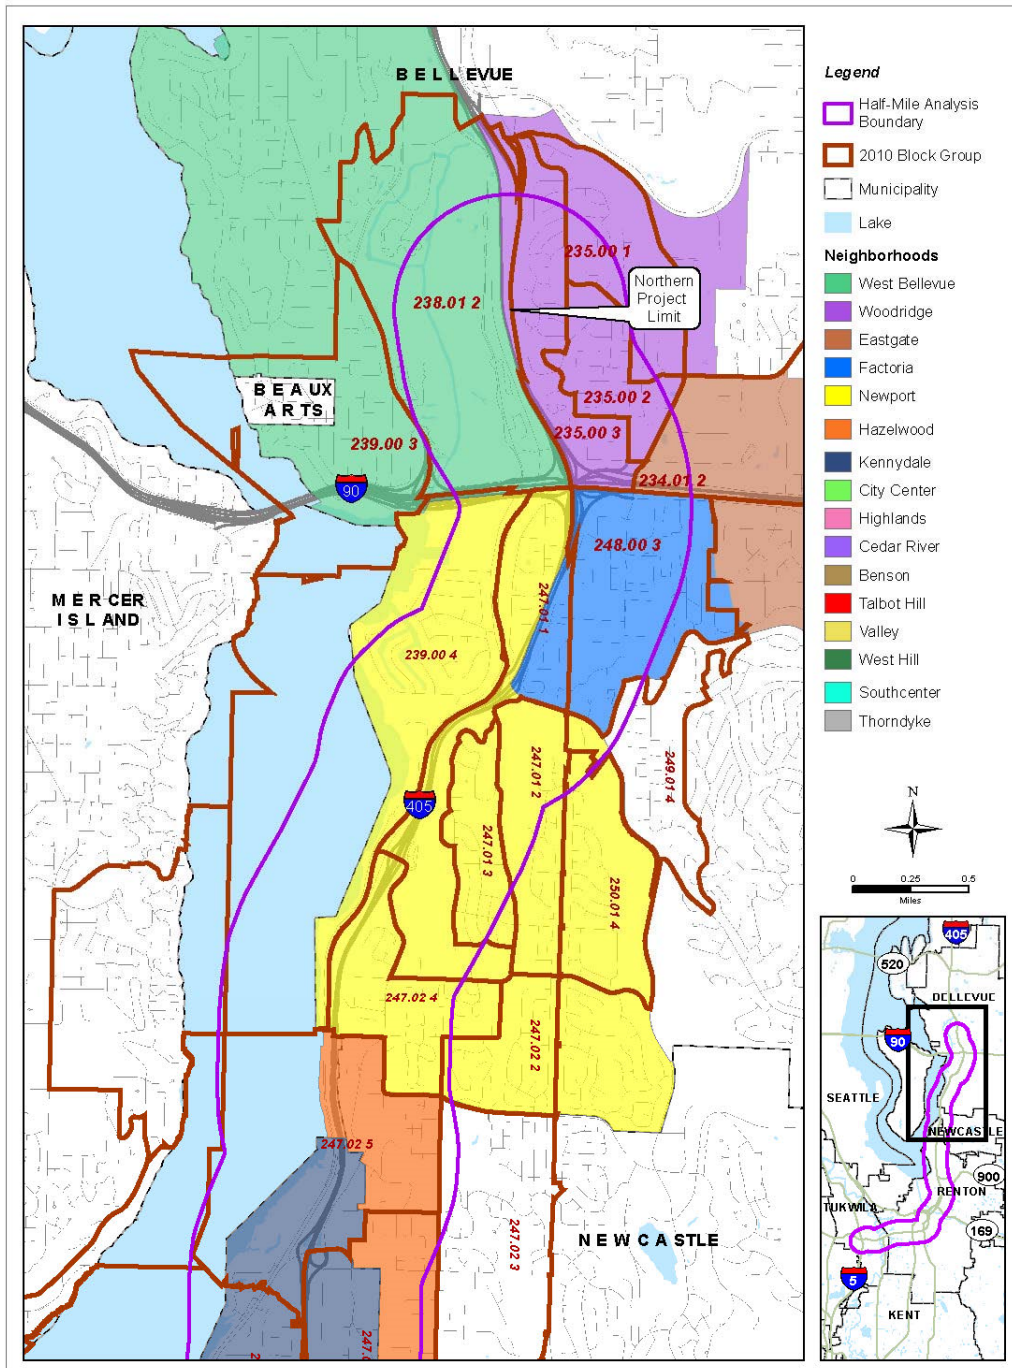 BELLEVUE
235.00 1
238.01 2
Northern
Project
Limit
BEAUX
ARTS
235.00 2
235.00 3
239.00 3
234.01 2
90
248.00 3
MERCER
ISLAND
247.01 1
239.00 4
247.01 2
249.01 4
405
247.01 3
250.01 4
247.02 4
247.02 2
247.02 5
247.02 3
NEWCASTLE
Legend
Half-Mile Analysis
Boundary
2010 Block Group
Municipality
Lake
Neighborhoods
West Bellevue
Woodridge
Eastgate
Factoria
Newport
Hazelwood
Kennydale
City Center
Highlands
Cedar River
Benson
Talbot Hill
Valley
West Hill
Southcenter
Thorndyke
N
0 0.25 0.5
Miles
405
520
BELLEVUE
90
SEATTLE
NEWCASTLE
900
RENTON
TUKWILA
169
5
KENT